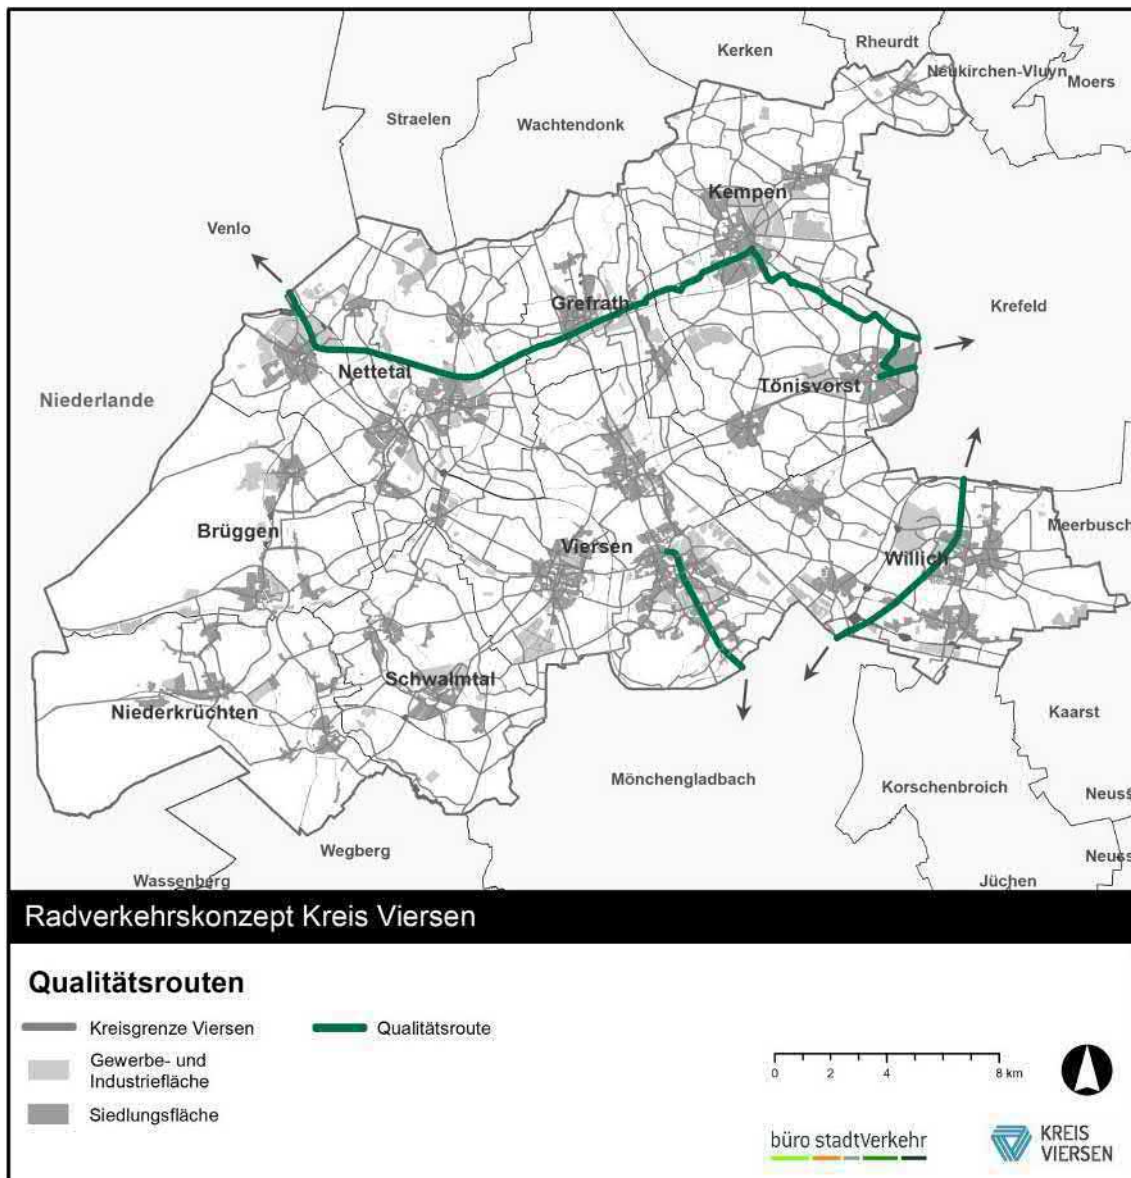 Kerken
Rheurdt
Neukirchen-Vluyn
Moers
Straelen
Wachtendonk
Kempen
Venlo
Grefrath
Krefeld
Nettetal
Tönisvorst
Niederlande
Brüggen
Viersen
Willich
Meerbusch
Schwalmtal
Niederkrüchten
Kaarst
Mönchengladbach
Korschenbroich
Neuss
Wegberg
Neuss
Wassenberg
Jüchen
Radverkehrskonzept Kreis Viersen
Qualitätsrouten
Kreisgrenze Viersen
Qualitätsroute
Gewerbe- und
Industriefläche
Siedlungsfläche
0 2 4 8 km
büro stadtVerkehr
KREIS
VIERSEN